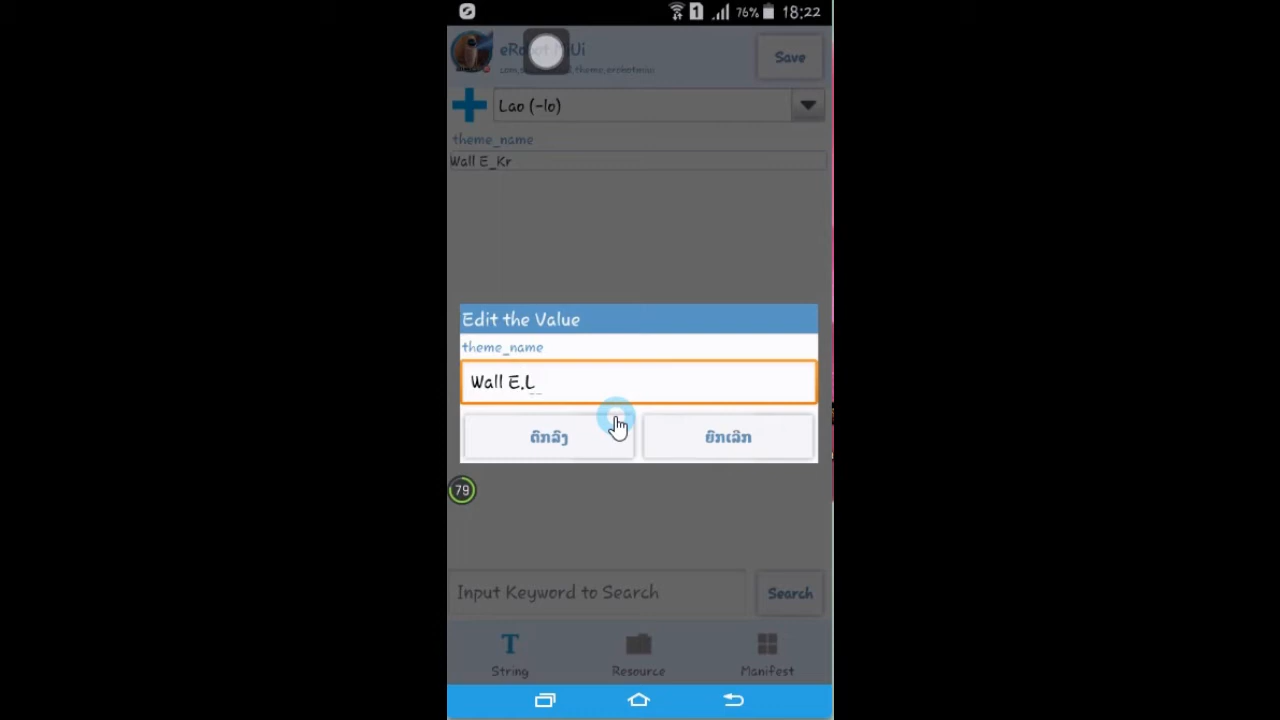 76% 18:22
Save
Lao (-lo)
theme_name
Wall E_Kr
Edit the Value
theme_name
Wall E.L
ຕົກລົງ
ຍົກເລີກ
79
Input Keyword to Search
Search
String
Resource
Manifest